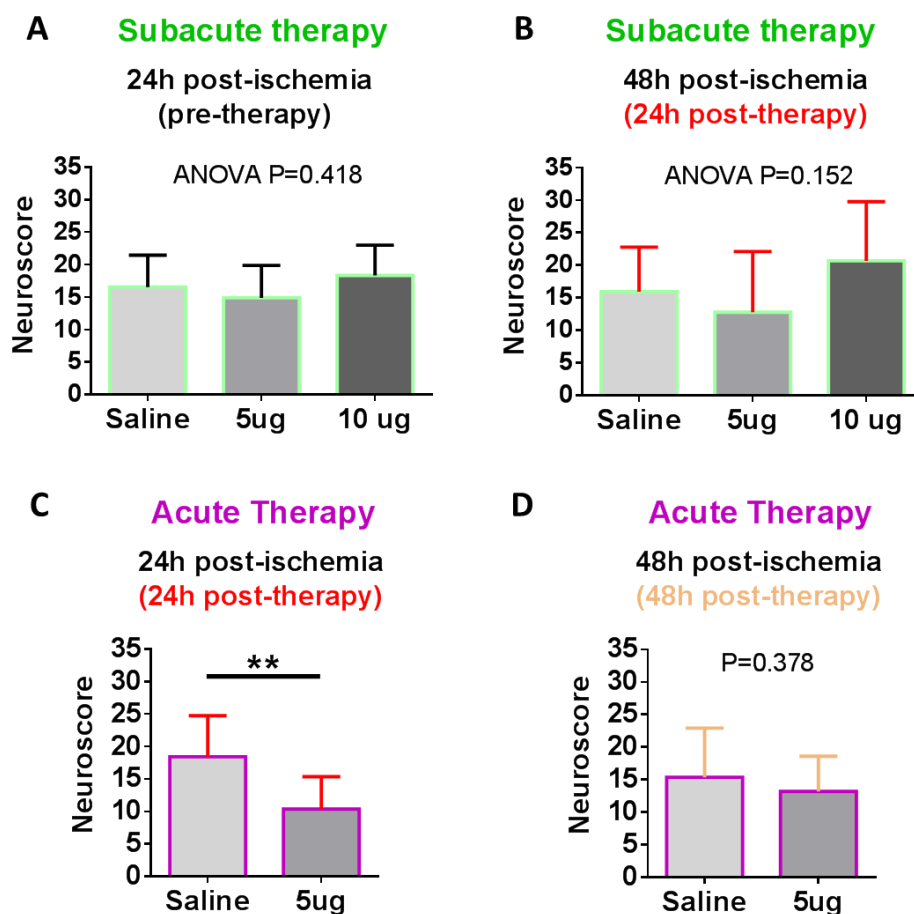 A
Subacute therapy
24h post-ischemia
(pre-therapy)
ANOVA P=0.418
Neuroscore
35
30
25
20
15
10
5
0
Saline 5ug 10 ug
B
Subacute therapy
48h post-ischemia
(24h post-therapy)
ANOVA P=0.152
Neuroscore
35
30
25
20
15
10
5
0
Saline 5ug 10 ug
C
Acute Therapy
24h post-ischemia
(24h post-therapy)
**
Neuroscore
35
30
25
20
15
10
5
0
Saline 5ug
D
Acute Therapy
48h post-ischemia
(48h post-therapy)
P=0.378
Neuroscore
35
30
25
20
15
10
5
0
Saline 5ug